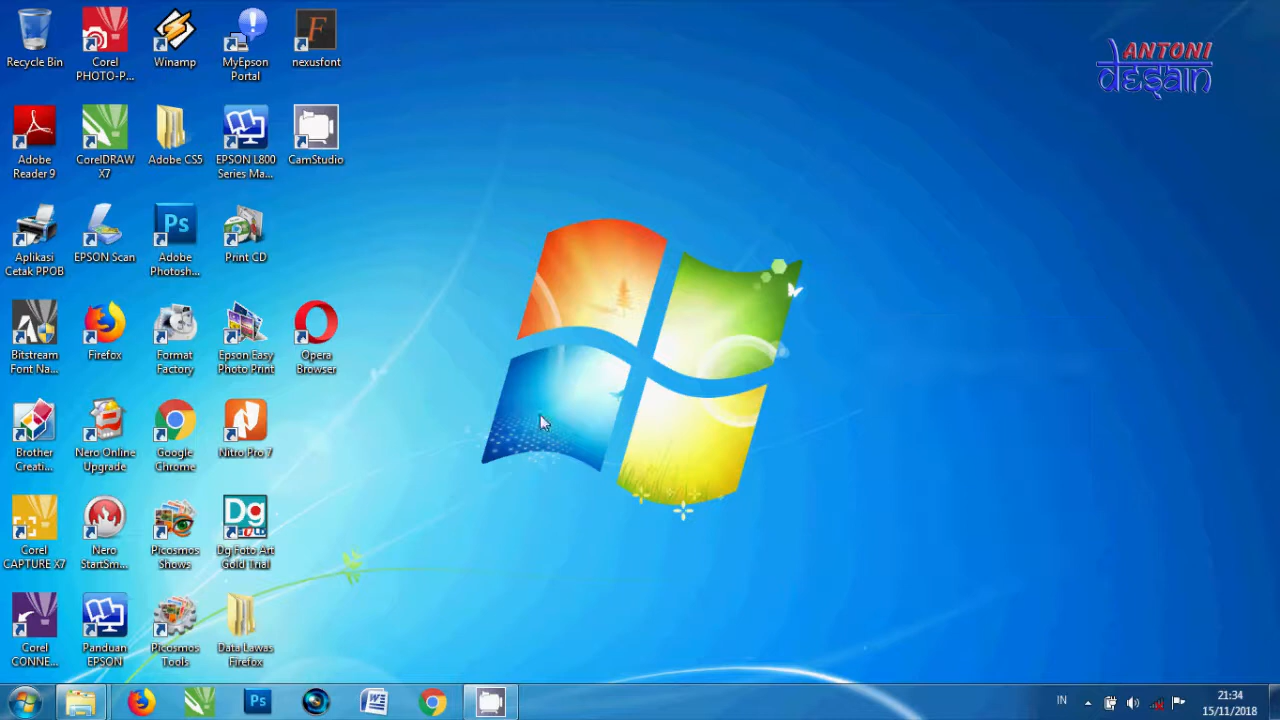 Recycle Bin
Corel
PHOTO-P...
Winamp
MyEpson
Portal
F
nexusfont
ANTONI
DESAIN
Adobe
Reader 9
CorelDRAW
X7
Adobe CS5
EPSON L800
Series Ma...
CamStudio
Aplikasi
Cetak PPOB
EPSON Scan
Ps
Adobe
Photosh...
Print CD
Bitstream
Font Na...
Firefox
Format
Factory
Epson Easy
Photo Print
Opera
Browser
Brother
Creati...
Nero Online
Upgrade
Google
Chrome
Nitro Pro 7
Corel
CAPTURE X7
Nero
StartSm...
Picosmos
Shows
Dg
GOLD
Dg Foto Art
Gold Trial
Corel
CONNE...
Panduan
EPSON
Picosmos
Tools
Data Lawas
Firefox
Ps
W
IN
21:34
15/11/2018